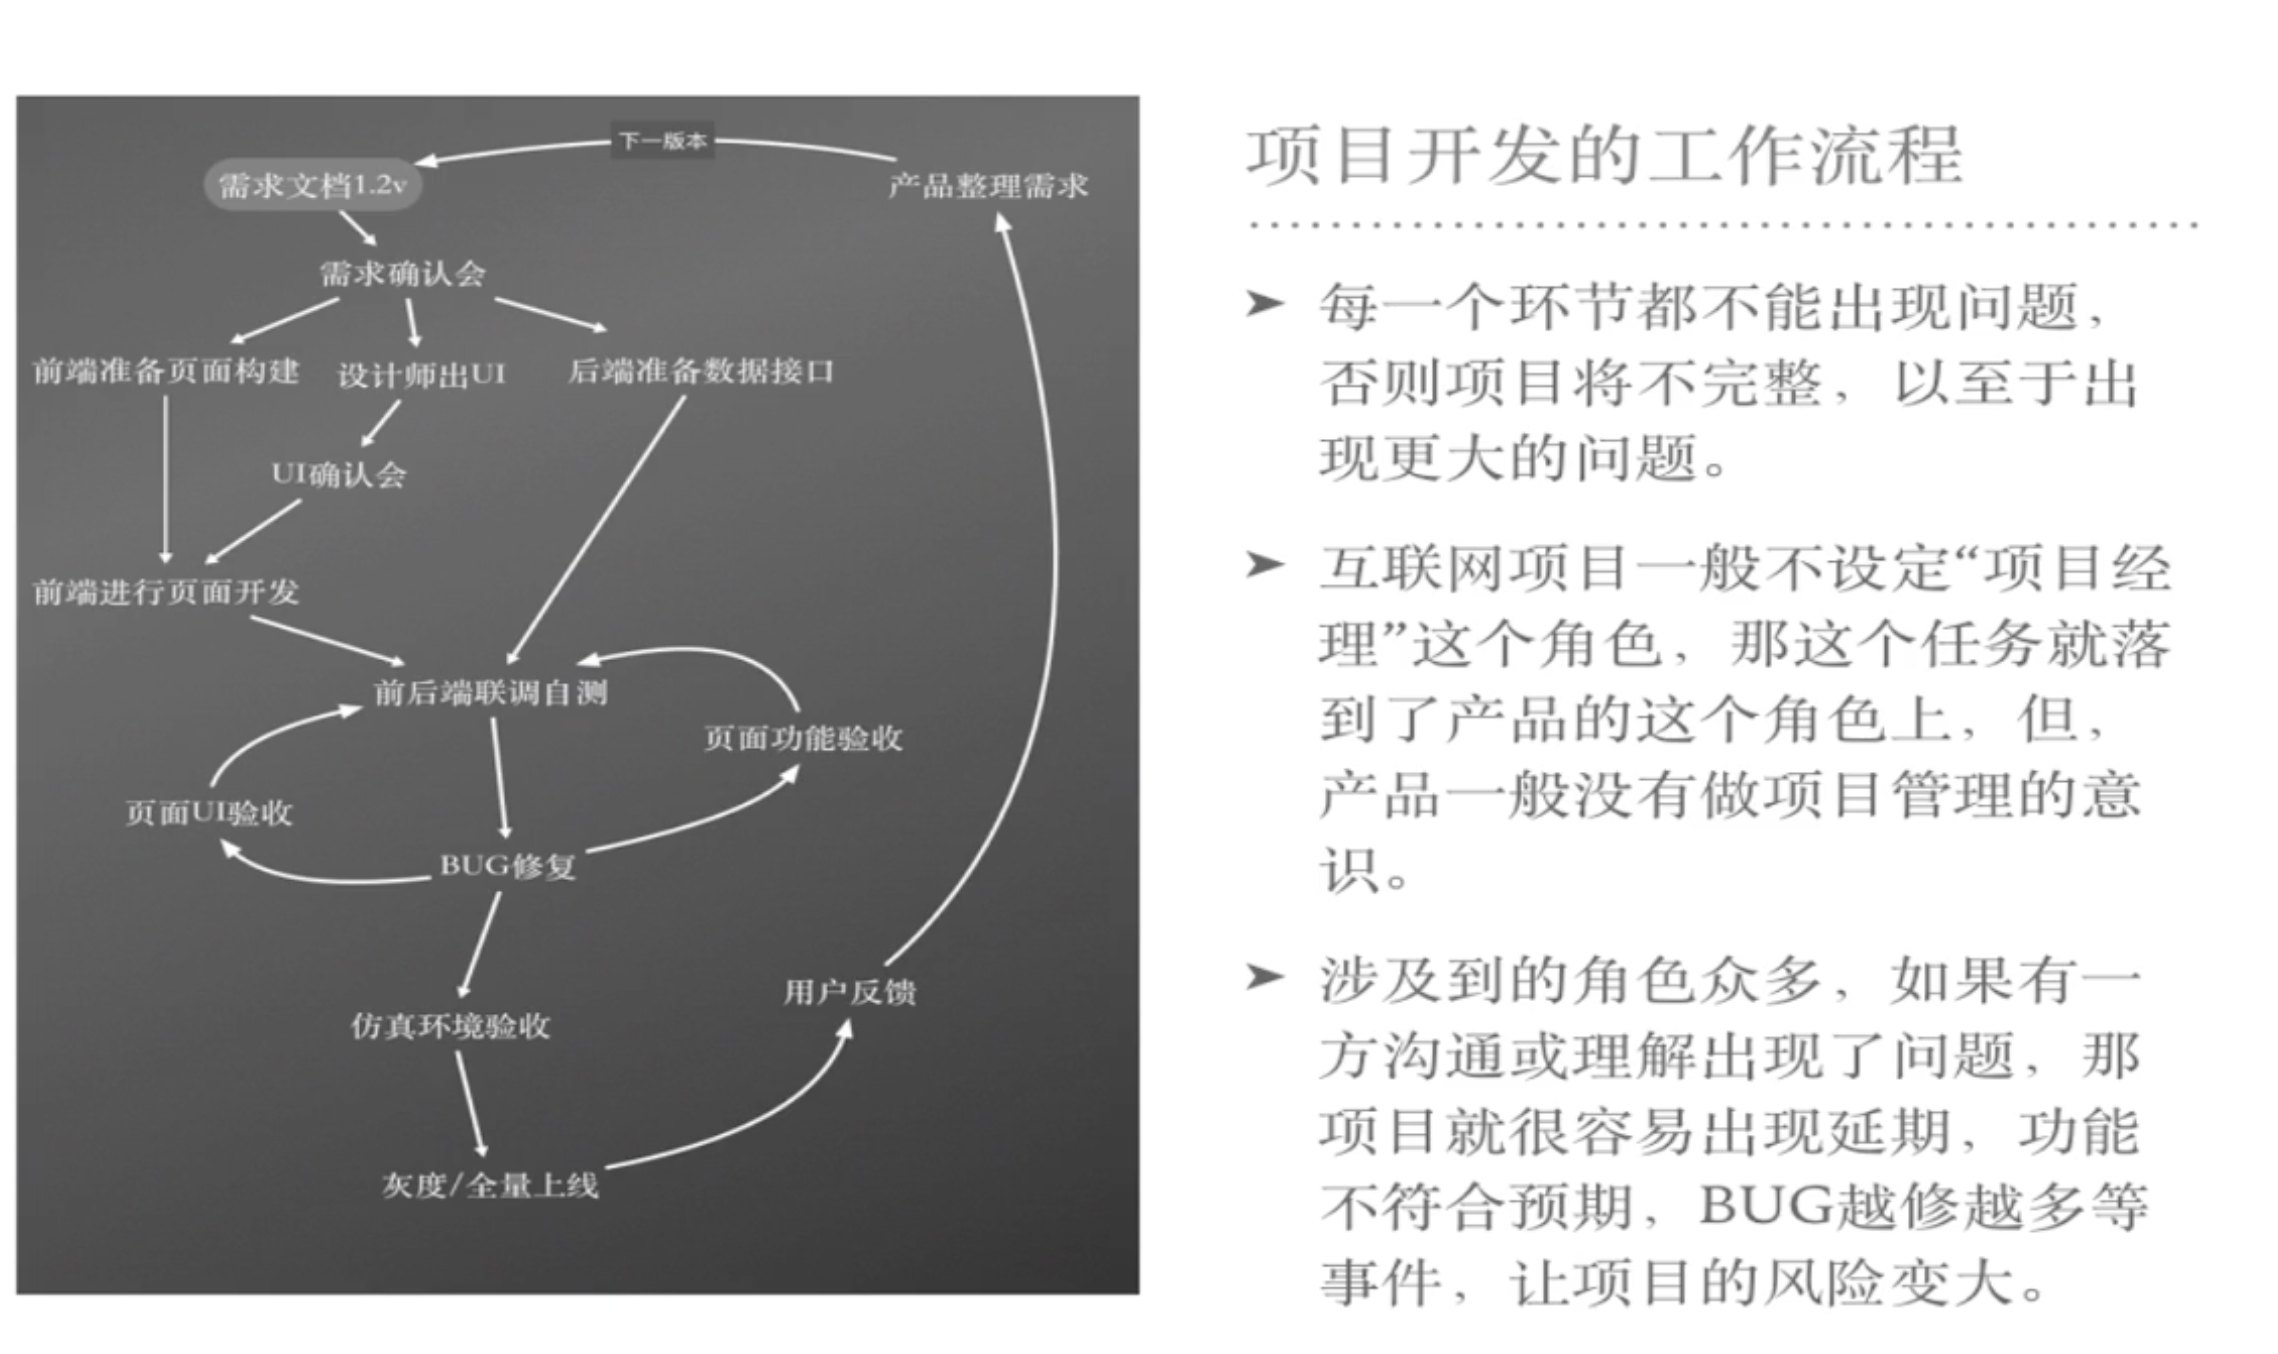 下一版本
需求文档1.2v
产品整理需求
需求确认会
前端准备页面构建
设计师出UI
后端准备数据接口
UI确认会
前端进行页面开发
前后端联调自测
页面功能验收
页面UI验收
BUG修复
用户反馈
仿真环境验收
灰度/全量上线
项目开发的工作流程
➤ 每一个环节都不能出现问题,
否则项目将不完整,以至于出
现更大的问题。
➤ 互联网项目一般不设定“项目经
理”这个角色,那这个任务就落
到了产品的这个角色上,但,
产品一般没有做项目管理的意
识。
➤ 涉及到的角色众多,如果有一
方沟通或理解出现了问题,那
项目就很容易出现延期,功能
不符合预期,BUG越修越多等
事件,让项目的风险变大。